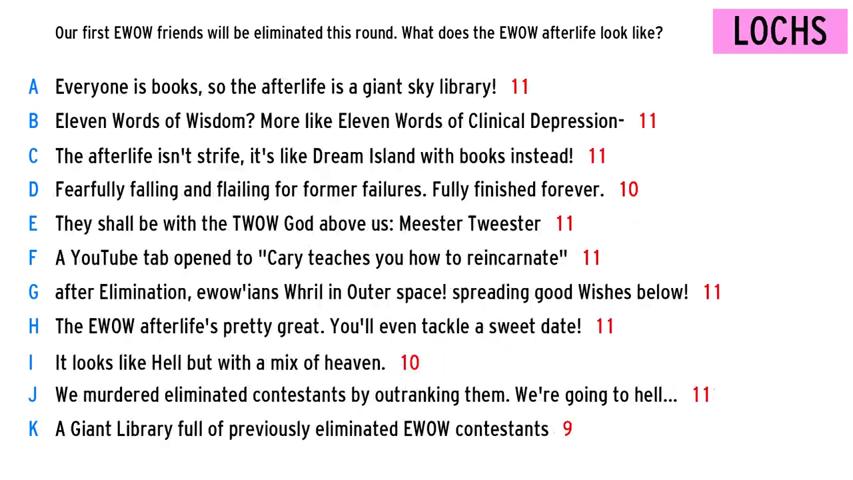 Our first EWOW friends will be eliminated this round. What does the EWOW afterlife look like?
LOCHS
A Everyone is books, so the afterlife is a giant sky library! 11
B Eleven Words of Wisdom? More like Eleven Words of Clinical Depression- 11
C The afterlife isn't strife, it's like Dream Island with books instead! 11
D Fearfully falling and flailing for former failures. Fully finished forever. 10
E They shall be with the TWOW God above us: Meester Tweester 11
F A YouTube tab opened to "Cary teaches you how to reincarnate" 11
G after Elimination, ewow'ians Whril in Outer space! spreading good Wishes below! 11
H The EWOW afterlife's pretty great. You'll even tackle a sweet date! 11
I It looks like Hell but with a mix of heaven. 10
J We murdered eliminated contestants by outranking them. We're going to hell... 11
K A Giant Library full of previously eliminated EWOW contestants 9